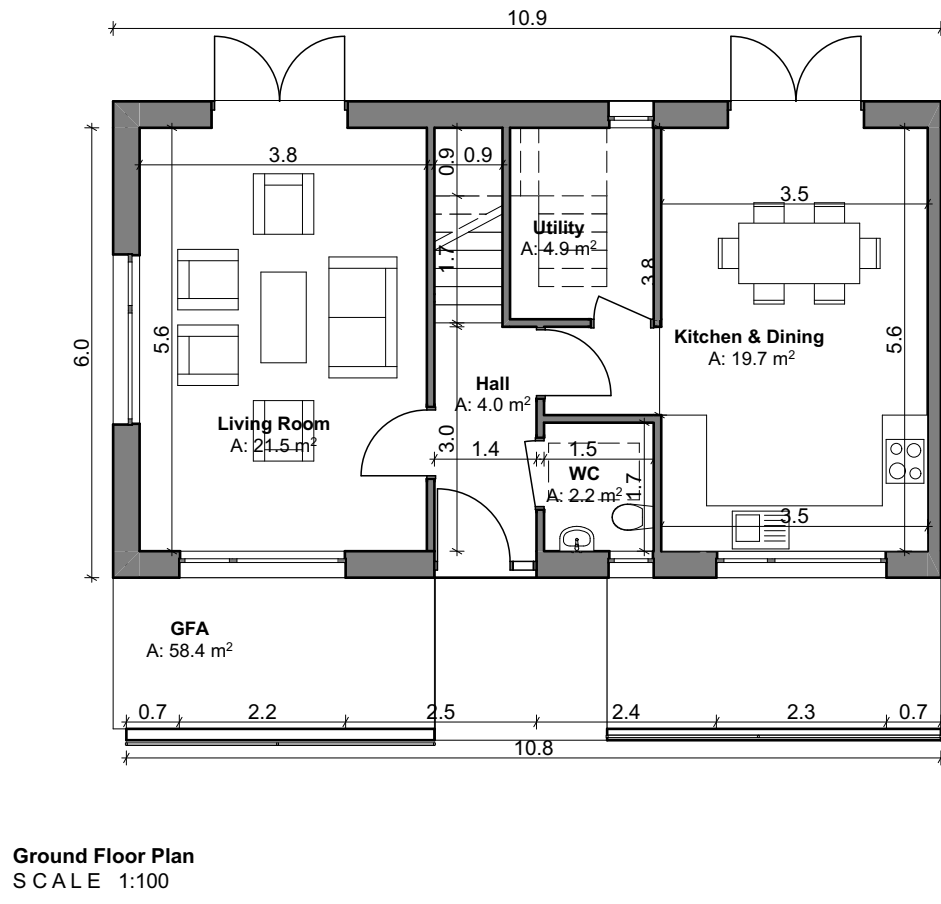 10.9
3.8
0.9
0.9
3.5
Utility
A: 4.9 m²
1.7
3.8
6.0
5.6
Kitchen & Dining
A: 19.7 m²
5.6
Hall
A: 4.0 m²
Living Room
A: 21.5 m²
3.0
1.4
1.5
WC
A: 2.2 m²
1.7
3.5
GFA
A: 58.4 m²
0.7 2.2 2.5 2.4 2.3 0.7
10.8
Ground Floor Plan
SCALE 1:100